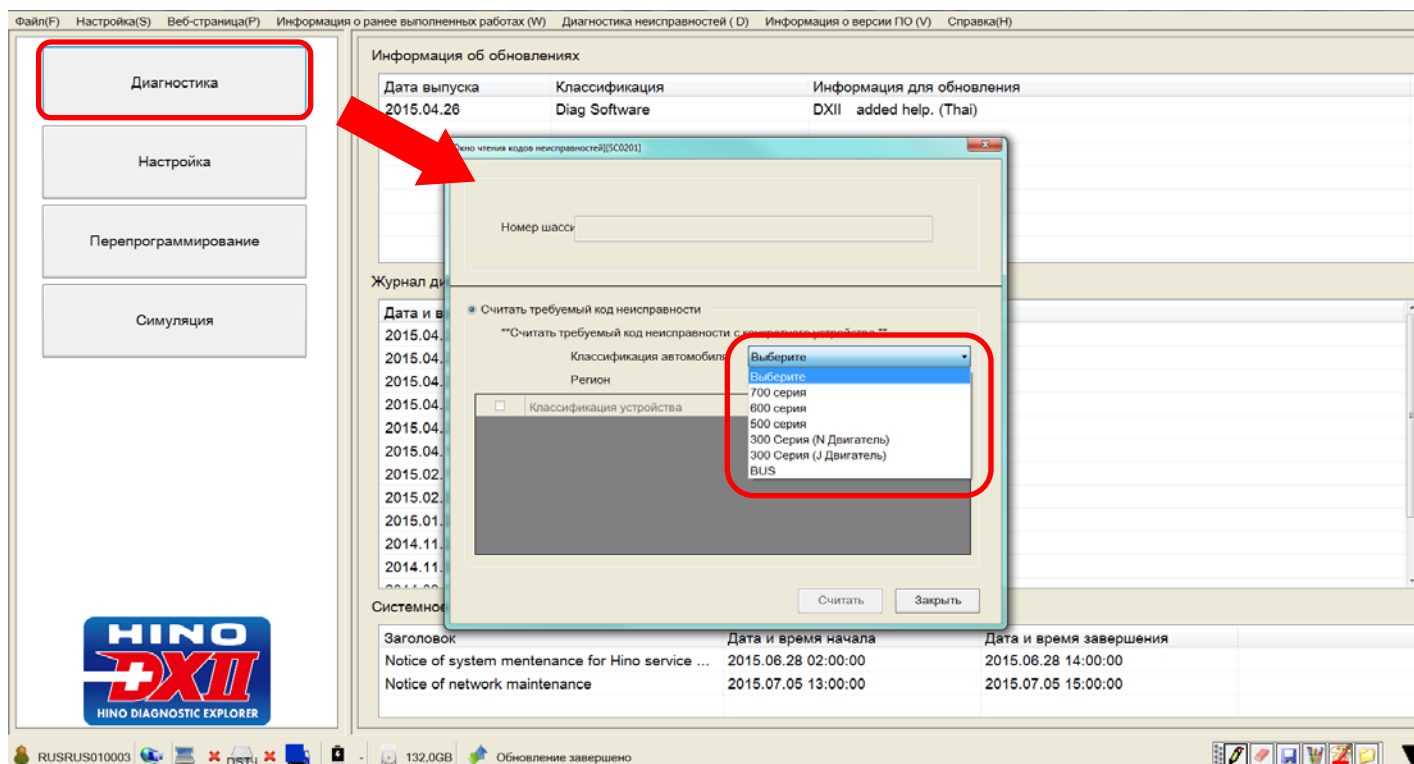 Файл(F) Настройка(S) Веб-страница(P) Информация о ранее выполненных работах (W) Диагностика неисправностей ( D) Информация о версии ПО (V) Справка(H)
Диагностика
Настройка
Перепрограммирование
Симуляция
HINO
DXII
HINO DIAGNOSTIC EXPLORER
Информация об обновлениях
Дата выпуска Классификация Информация для обновления
2015.04.26 Diag Software DXII added help. (Thai)
кно чтения кодов неисправностей][SC0201]
Номер шасси
Считать требуемый код неисправности
**Считать требуемый код неисправности с конкретного устройства.**
Классификация автомобиля Выберите
Регион
Выберите
700 серия
600 серия
500 серия
300 Серия (N Двигатель)
300 Серия (J Двигатель)
BUS
Классификация устройства
Считать Закрыть
Журнал ди
Дата и в
2015.04.
2015.04.
2015.04.
2015.04.
2015.04.
2015.04.
2015.02.
2015.02.
2015.01.
2014.11.
2014.11.
Системное
Заголовок Дата и время начала Дата и время завершения
Notice of system mentenance for Hino service ... 2015.06.28 02:00:00 2015.06.28 14:00:00
Notice of network maintenance 2015.07.05 13:00:00 2015.07.05 15:00:00
RUSRUS010003 - 132,0GB Обновление завершено